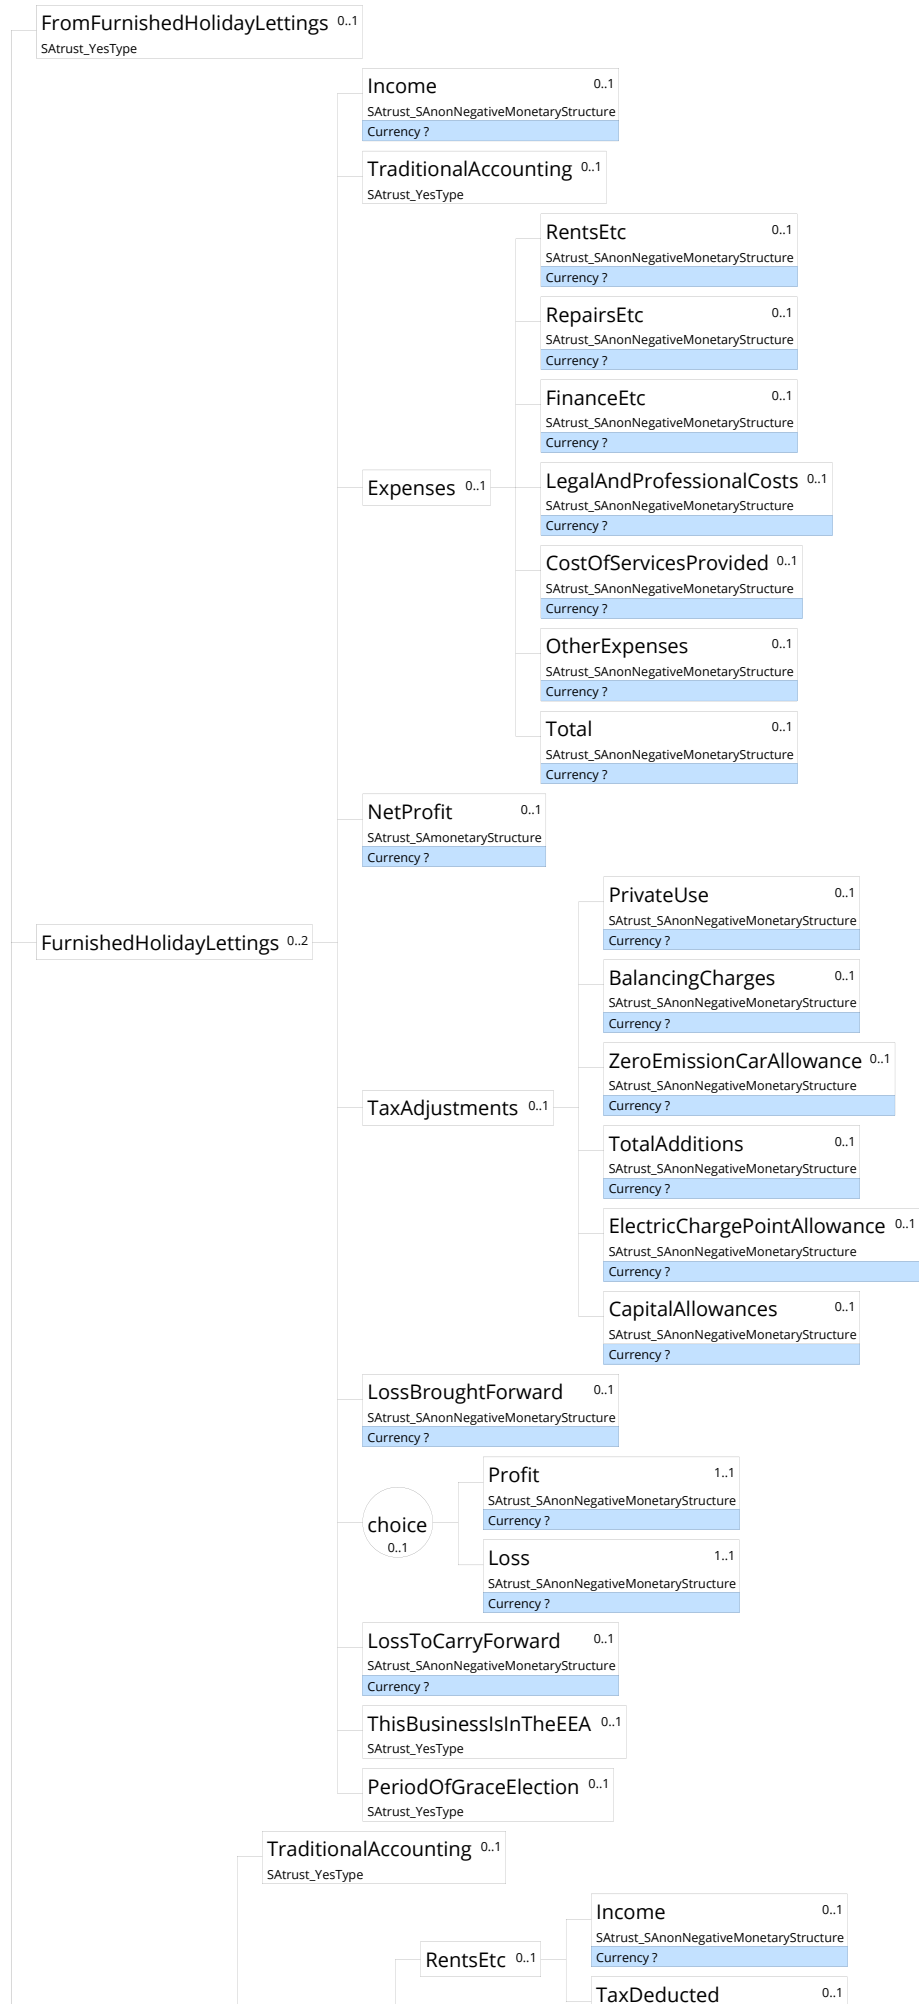 FromFurnishedHolidayLettings 0..1
SAtrust_YesType
Income 0..1
SAtrust_SAnonNegativeMonetaryStructure
Currency ?
TraditionalAccounting 0..1
SAtrust_YesType
RentsEtc 0..1
SAtrust_SAnonNegativeMonetaryStructure
Currency ?
RepairsEtc 0..1
SAtrust_SAnonNegativeMonetaryStructure
Currency ?
FinanceEtc 0..1
SAtrust_SAnonNegativeMonetaryStructure
Currency ?
Expenses 0..1
LegalAndProfessionalCosts 0..1
SAtrust_SAnonNegativeMonetaryStructure
Currency ?
CostOfServicesProvided 0..1
SAtrust_SAnonNegativeMonetaryStructure
Currency ?
OtherExpenses 0..1
SAtrust_SAnonNegativeMonetaryStructure
Currency ?
Total 0..1
SAtrust_SAnonNegativeMonetaryStructure
Currency ?
NetProfit 0..1
SAtrust_SAmonetaryStructure
Currency ?
FurnishedHolidayLettings 0..2
PrivateUse 0..1
SAtrust_SAnonNegativeMonetaryStructure
Currency ?
BalancingCharges 0..1
SAtrust_SAnonNegativeMonetaryStructure
Currency ?
ZeroEmissionCarAllowance 0..1
SAtrust_SAnonNegativeMonetaryStructure
Currency ?
TaxAdjustments 0..1
TotalAdditions 0..1
SAtrust_SAnonNegativeMonetaryStructure
Currency ?
ElectricChargePointAllowance 0..1
SAtrust_SAnonNegativeMonetaryStructure
Currency ?
CapitalAllowances 0..1
SAtrust_SAnonNegativeMonetaryStructure
Currency ?
LossBroughtForward 0..1
SAtrust_SAnonNegativeMonetaryStructure
Currency ?
choice
0..1
Profit 1..1
SAtrust_SAnonNegativeMonetaryStructure
Currency ?
Loss 1..1
SAtrust_SAnonNegativeMonetaryStructure
Currency ?
LossToCarryForward 0..1
SAtrust_SAnonNegativeMonetaryStructure
Currency ?
ThisBusinessIsInTheEEA 0..1
SAtrust_YesType
PeriodOfGraceElection 0..1
SAtrust_YesType
TraditionalAccounting 0..1
SAtrust_YesType
RentsEtc 0..1
Income 0..1
SAtrust_SAnonNegativeMonetaryStructure
Currency ?
TaxDeducted 0..1